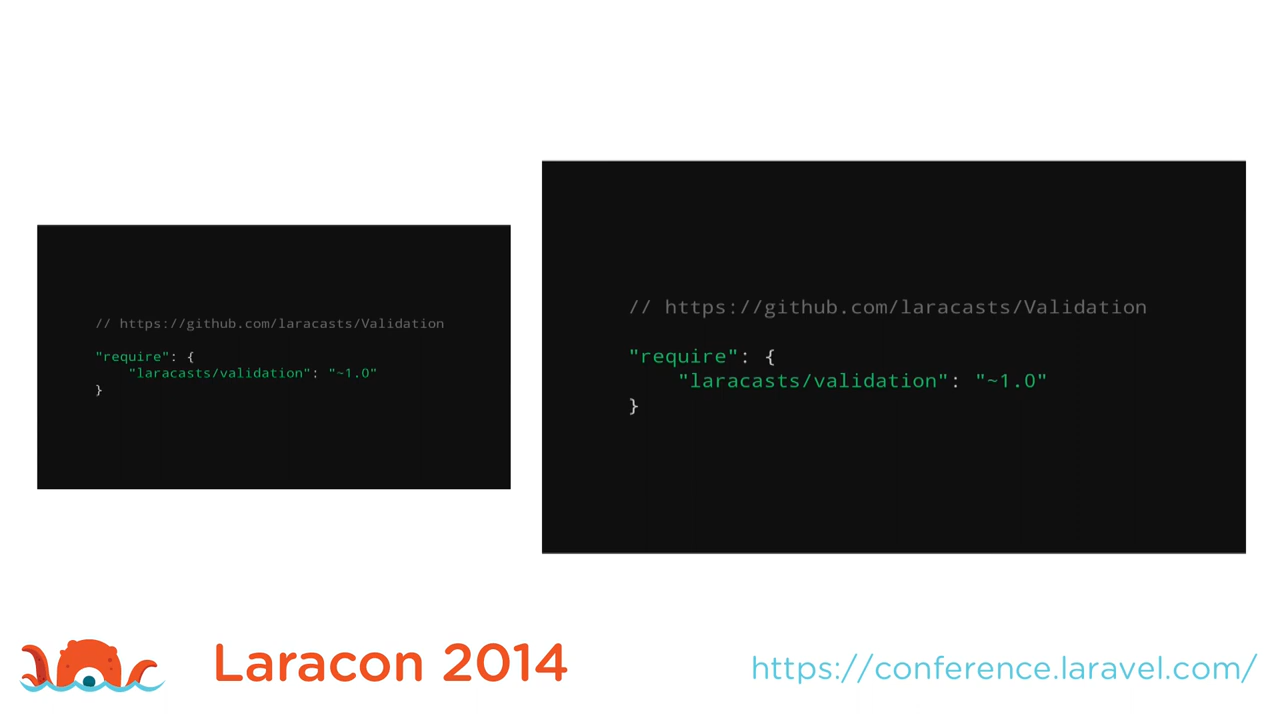 // https://github.com/laracasts/Validation
"require": {
"laracasts/validation": "~1.0"
}
// https://github.com/laracasts/Validation
"require": {
"laracasts/validation": "~1.0"
}
Laracon 2014
https://conference.laravel.com/